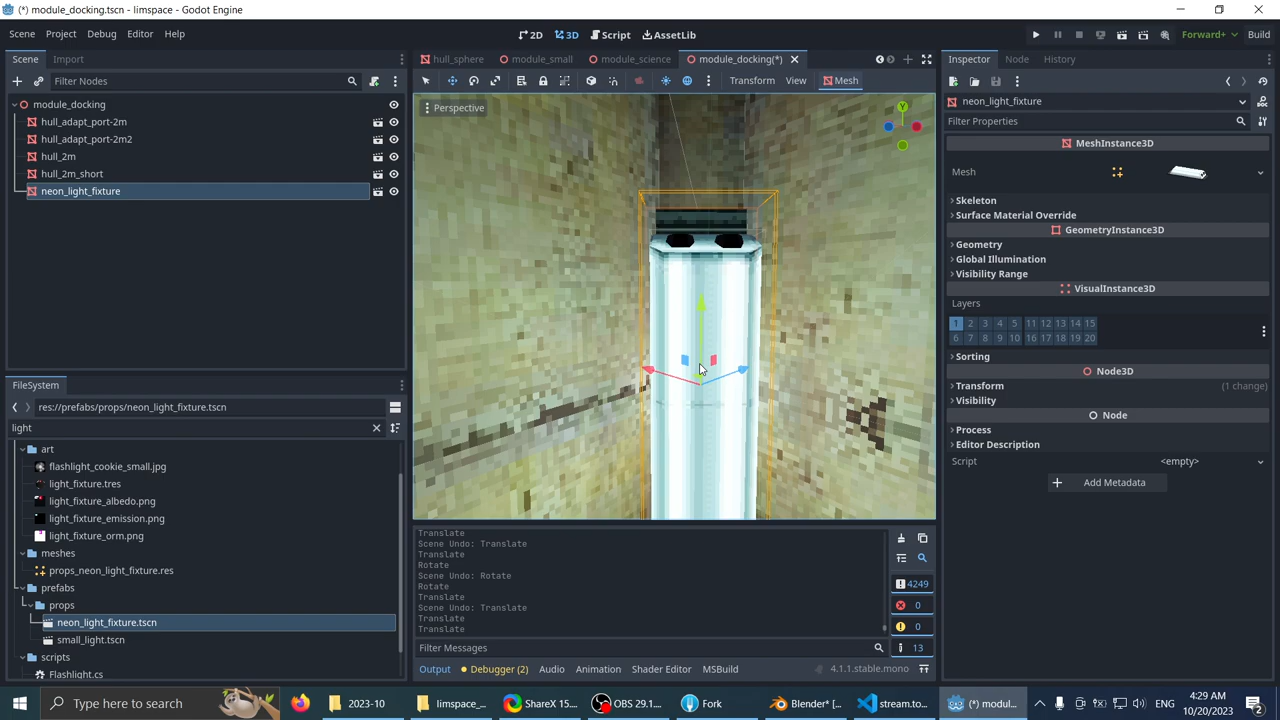 (*) module_docking.tscn - limspace - Godot Engine
Scene Project Debug Editor Help
2D 3D Script AssetLib
Forward+ Build
Scene Import
hull_sphere module_small module_science module_docking(*)
Inspector Node History
Filter Nodes
Transform View Mesh
neon_light_fixture
Filter Properties
module_docking
hull_adapt_port-2m
hull_adapt_port-2m2
hull_2m
hull_2m_short
neon_light_fixture
Perspective
Y
MeshInstance3D
Mesh
Skeleton
Surface Material Override
GeometryInstance3D
Geometry
Global Illumination
Visibility Range
VisualInstance3D
Layers
1 2 3 4 5 11 12 13 14 15
6 7 8 9 10 16 17 18 19 20
Sorting
Node3D
Transform (1 change)
Visibility
Node
Process
Editor Description
Script <empty>
Add Metadata
FileSystem
res://prefabs/props/neon_light_fixture.tscn
light
art
flashlight_cookie_small.jpg
light_fixture.tres
light_fixture_albedo.png
light_fixture_emission.png
light_fixture_orm.png
meshes
props_neon_light_fixture.res
prefabs
props
neon_light_fixture.tscn
small_light.tscn
scripts
Flashlight.cs
Translate
Scene Undo: Translate
Translate
Rotate
Scene Undo: Rotate
Rotate
Translate
Scene Undo: Translate
Translate
Translate
4249
0
0
13
Filter Messages
Output Debugger (2) Audio Animation Shader Editor MSBuild
4.1.1.stable.mono
Type here to search
2023-10 limspace_... ShareX 15.... OBS 29.1.... Fork Blender* [... stream.to... (*) modul...
ENG
4:29 AM
10/20/2023
2